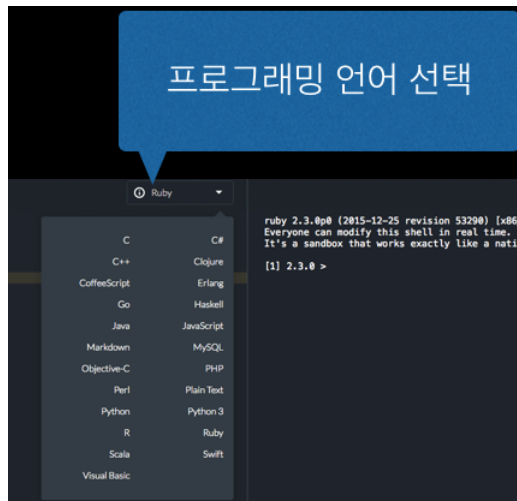 프로그래밍 언어 선택
Ruby
ruby 2.3.0p0 (2015-12-25 revision 53290) [x86
Everyone can modify this shell in real time.
It's a sandbox that works exactly like a nati
[1] 2.3.0 >
C C#
C++ Clojure
CoffeeScript Erlang
Go Haskell
Java JavaScript
Markdown MySQL
Objective-C PHP
Perl Plain Text
Python Python 3
R Ruby
Scala Swift
Visual Basic